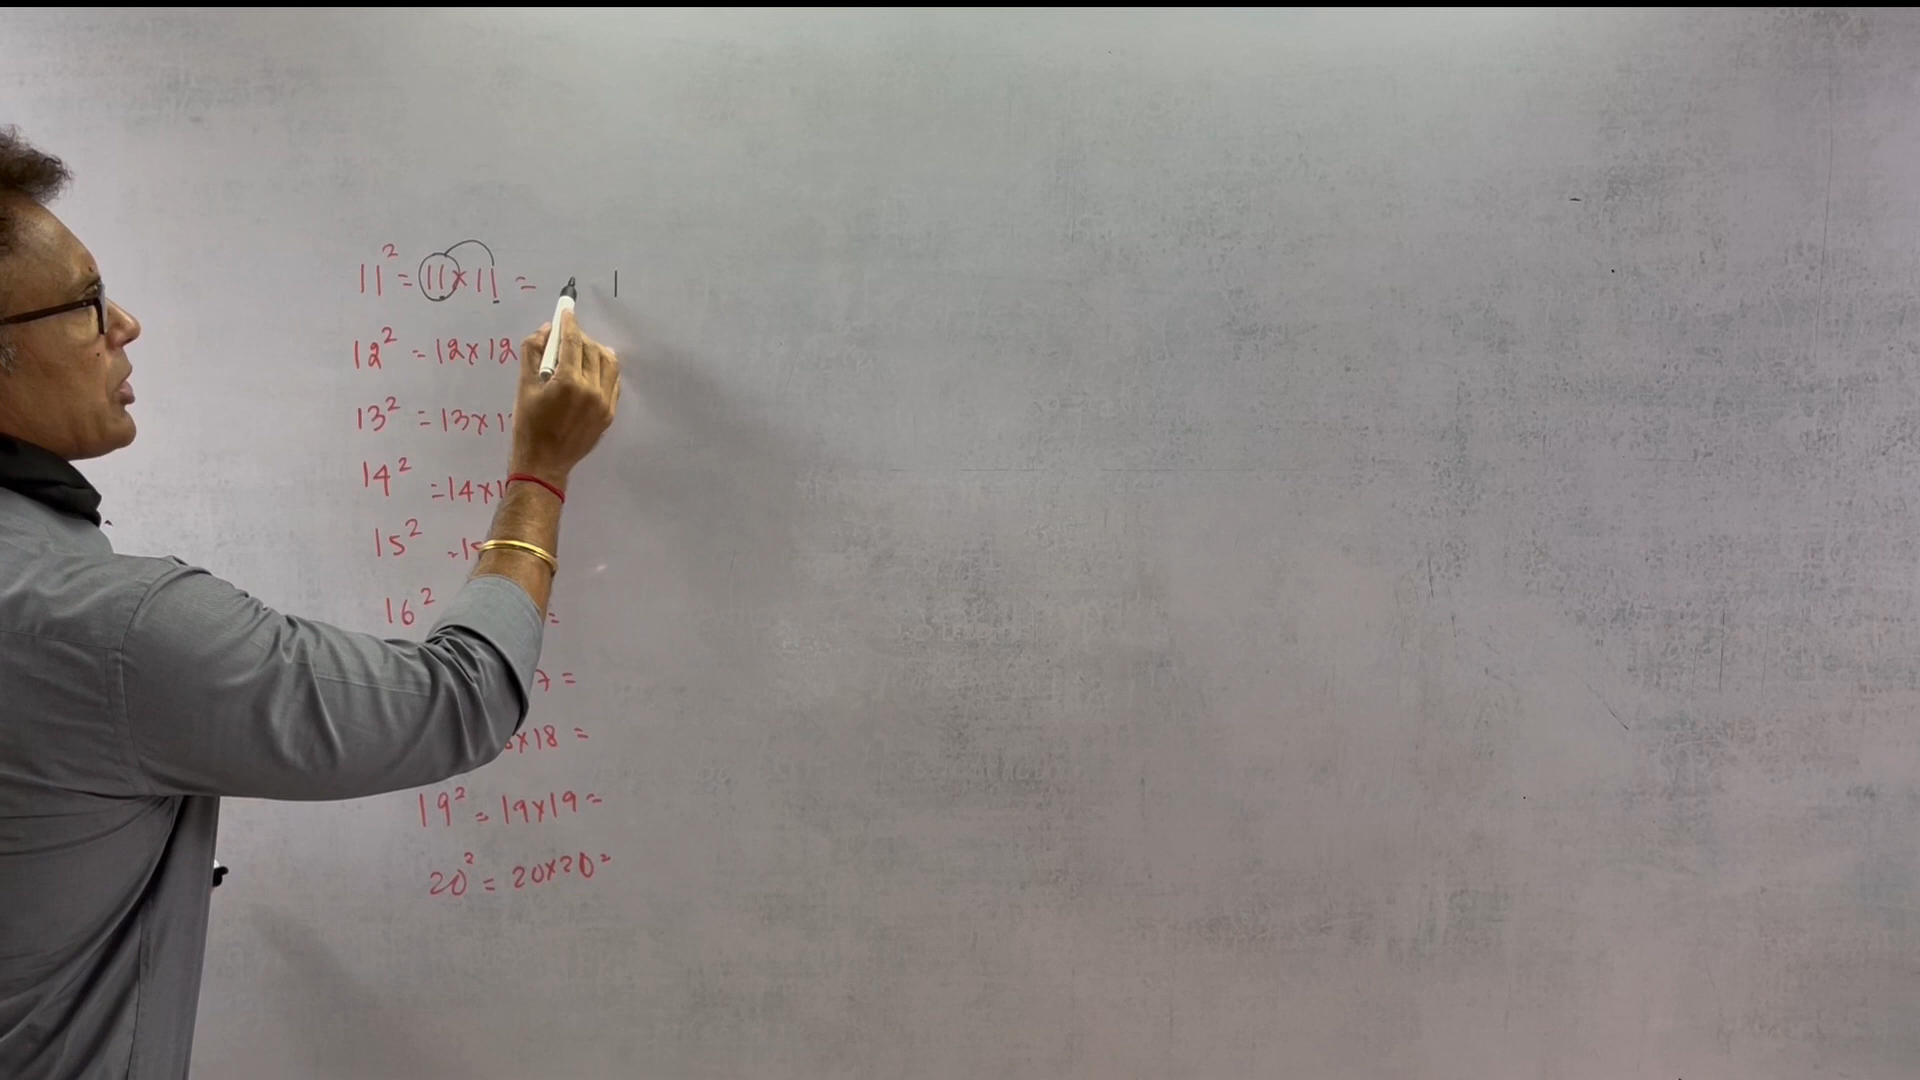 11² = 11×11 = 1
12² = 12×12
13² = 13×1
14² = 14×1
15² = 15
16² =
7 =
×18 =
19² = 19×19 =
20² = 20×20 =